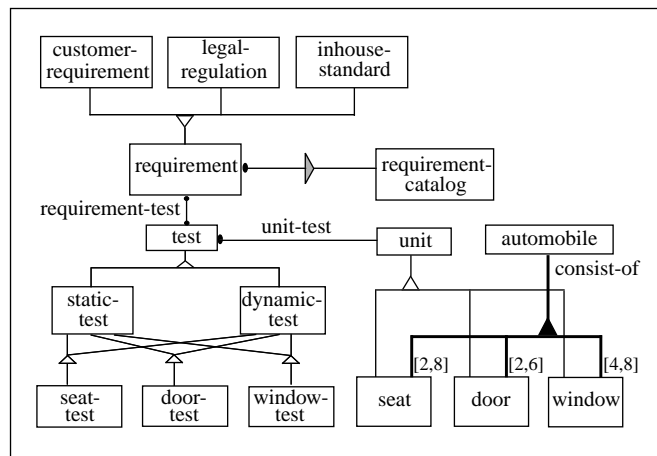 customer-
requirement
legal-
regulation
inhouse-
standard
requirement
requirement-
catalog
requirement-test
test
unit-test
unit
automobile
consist-of
static-
test
dynamic-
test
[2,8]
[2,6]
[4,8]
seat-
test
door-
test
window-
test
seat
door
window